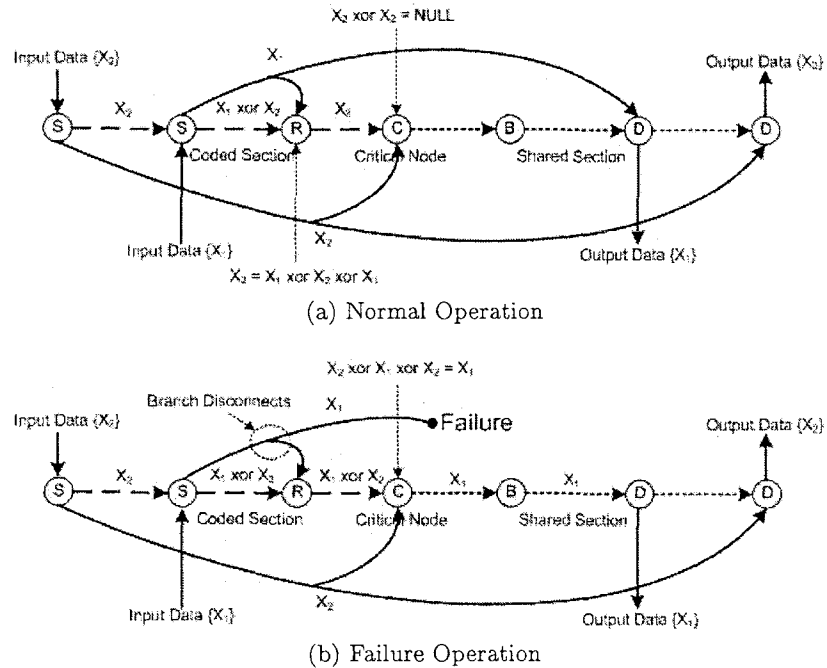 X₂ xor X₂ = NULL
Input Data {X₂}
Output Data {X₂}
X₁
X₂
X₁ xor X₂
X₂
S
S
R
C
B
D
D
Coded Section
Critical Node
Shared Section
Input Data {X₁}
X₂
Output Data {X₁}
X₂ = X₁ xor X₂ xor X₁
(a) Normal Operation
X₂ xor X₁ xor X₂ = X₁
Branch Disconnects
X₁
Input Data {X₂}
Failure
Output Data {X₂}
X₂
X₁ xor X₂
X₁ xor X₂
X₁
X₁
S
S
R
C
B
D
D
Coded Section
Critical Node
Shared Section
Input Data {X₁}
X₂
Output Data {X₁}
(b) Failure Operation